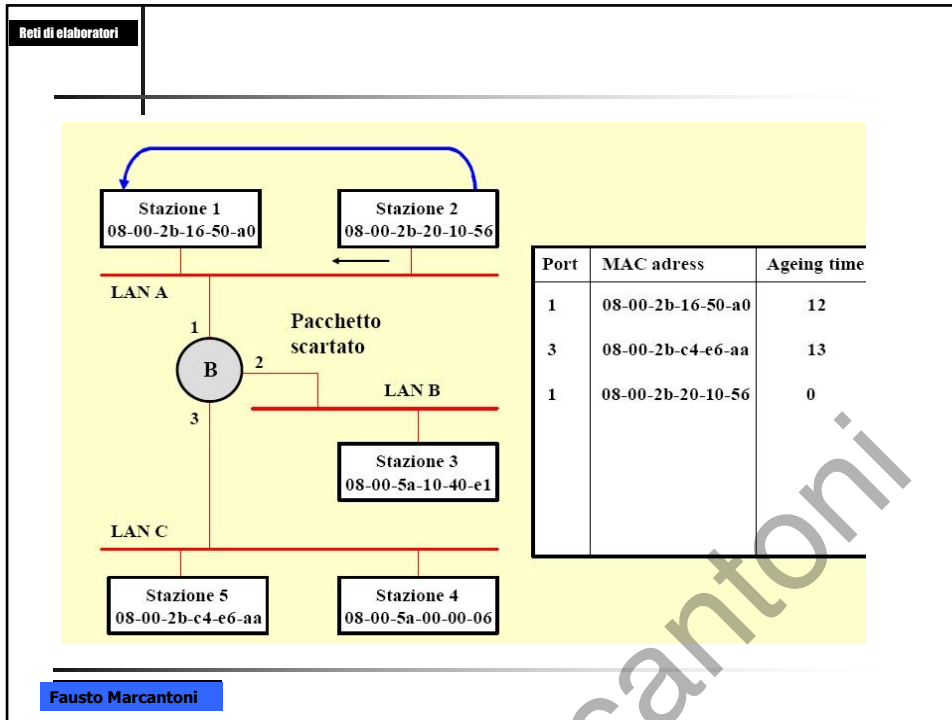 Reti di elaboratori
Stazione 1
08-00-2b-16-50-a0
Stazione 2
08-00-2b-20-10-56
LAN A
1
B
2
3
Pacchetto
scartato
LAN B
Stazione 3
08-00-5a-10-40-e1
LAN C
Stazione 5
08-00-2b-c4-e6-aa
Stazione 4
08-00-5a-00-00-06
Port MAC adress Ageing time
1 08-00-2b-16-50-a0 12
3 08-00-2b-c4-e6-aa 13
1 08-00-2b-20-10-56 0
Fausto Marcantoni
cantoni